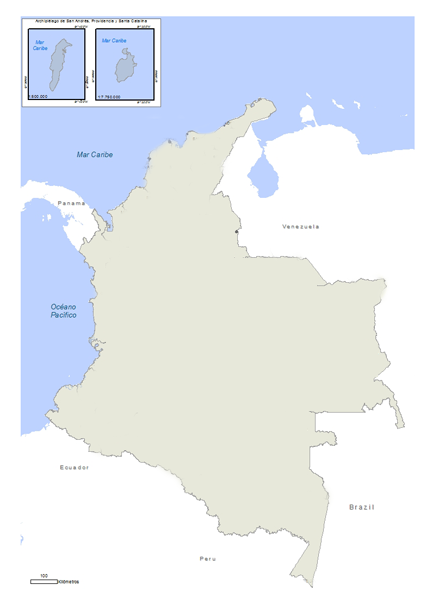 Archipiélago de San Andrés, Providencia y Santa Catalina
Mar
Caribe
Mar Caribe
1:600.000
1:7.750.000
Mar Caribe
Panama
Venezuela
Océano
Pacífico
Ecuador
Brazil
Peru
100
Kilómetros